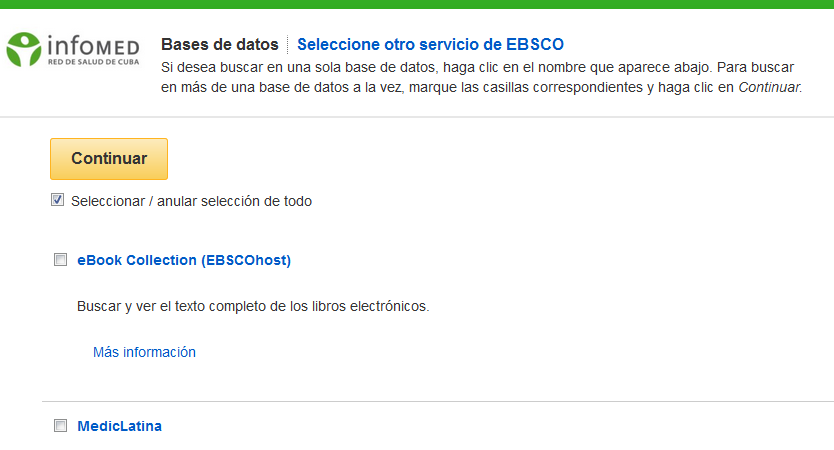 infOMED
RED DE SALUD DE CUBA
Bases de datos Seleccione otro servicio de EBSCO
Si desea buscar en una sola base de datos, haga clic en el nombre que aparece abajo. Para buscar
en más de una base de datos a la vez, marque las casillas correspondientes y haga clic en Continuar.
Continuar
Seleccionar / anular selección de todo
eBook Collection (EBSCOhost)
Buscar y ver el texto completo de los libros electrónicos.
Más información
MedicLatina